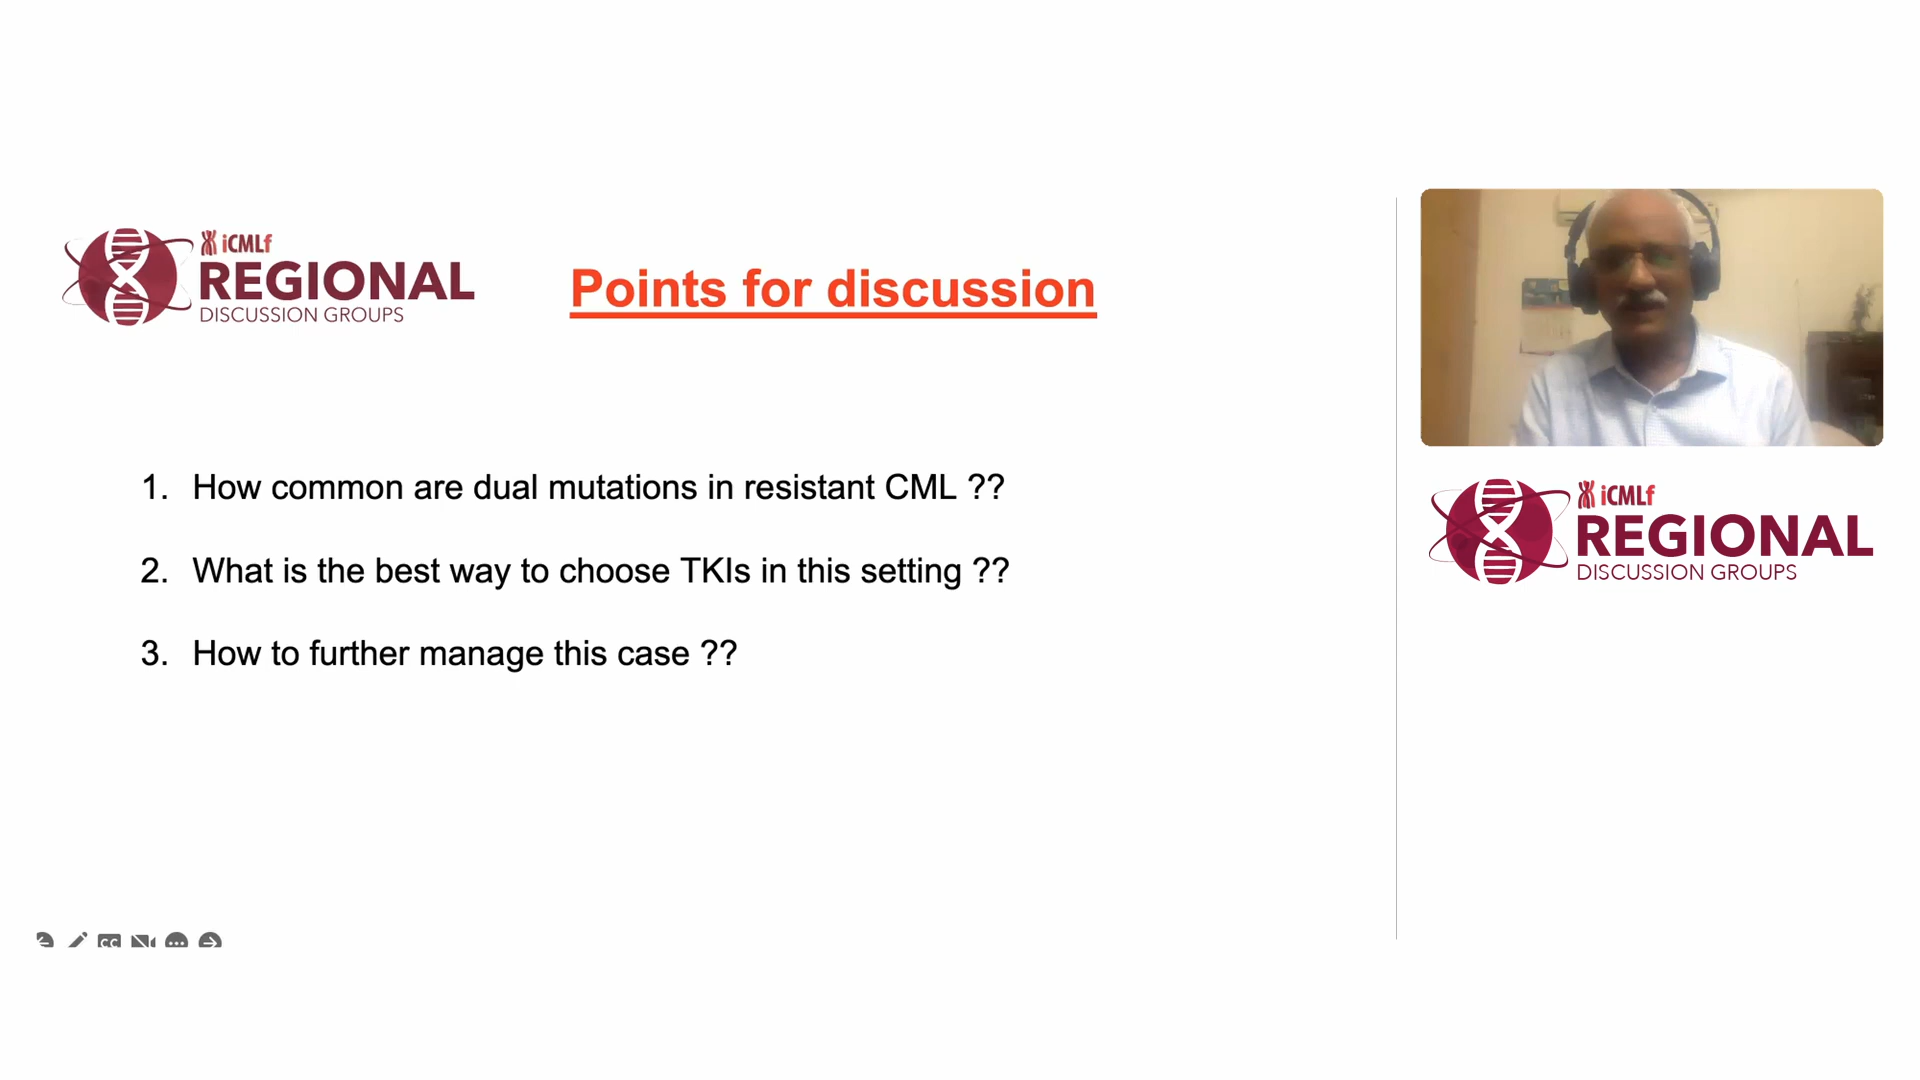 iCMLf
REGIONAL
DISCUSSION GROUPS
Points for discussion
1. How common are dual mutations in resistant CML ??
2. What is the best way to choose TKIs in this setting ??
3. How to further manage this case ??
CC
iCMLf
REGIONAL
DISCUSSION GROUPS